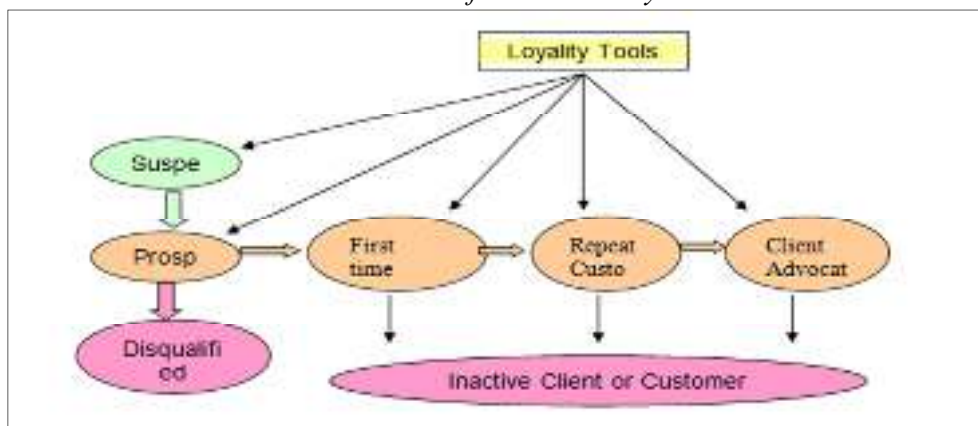 Loyality Tools
Suspe
Prosp
First
time
Repeat
Custo
Client
Advocat
Disqualifi
ed
Inactive Client or Customer